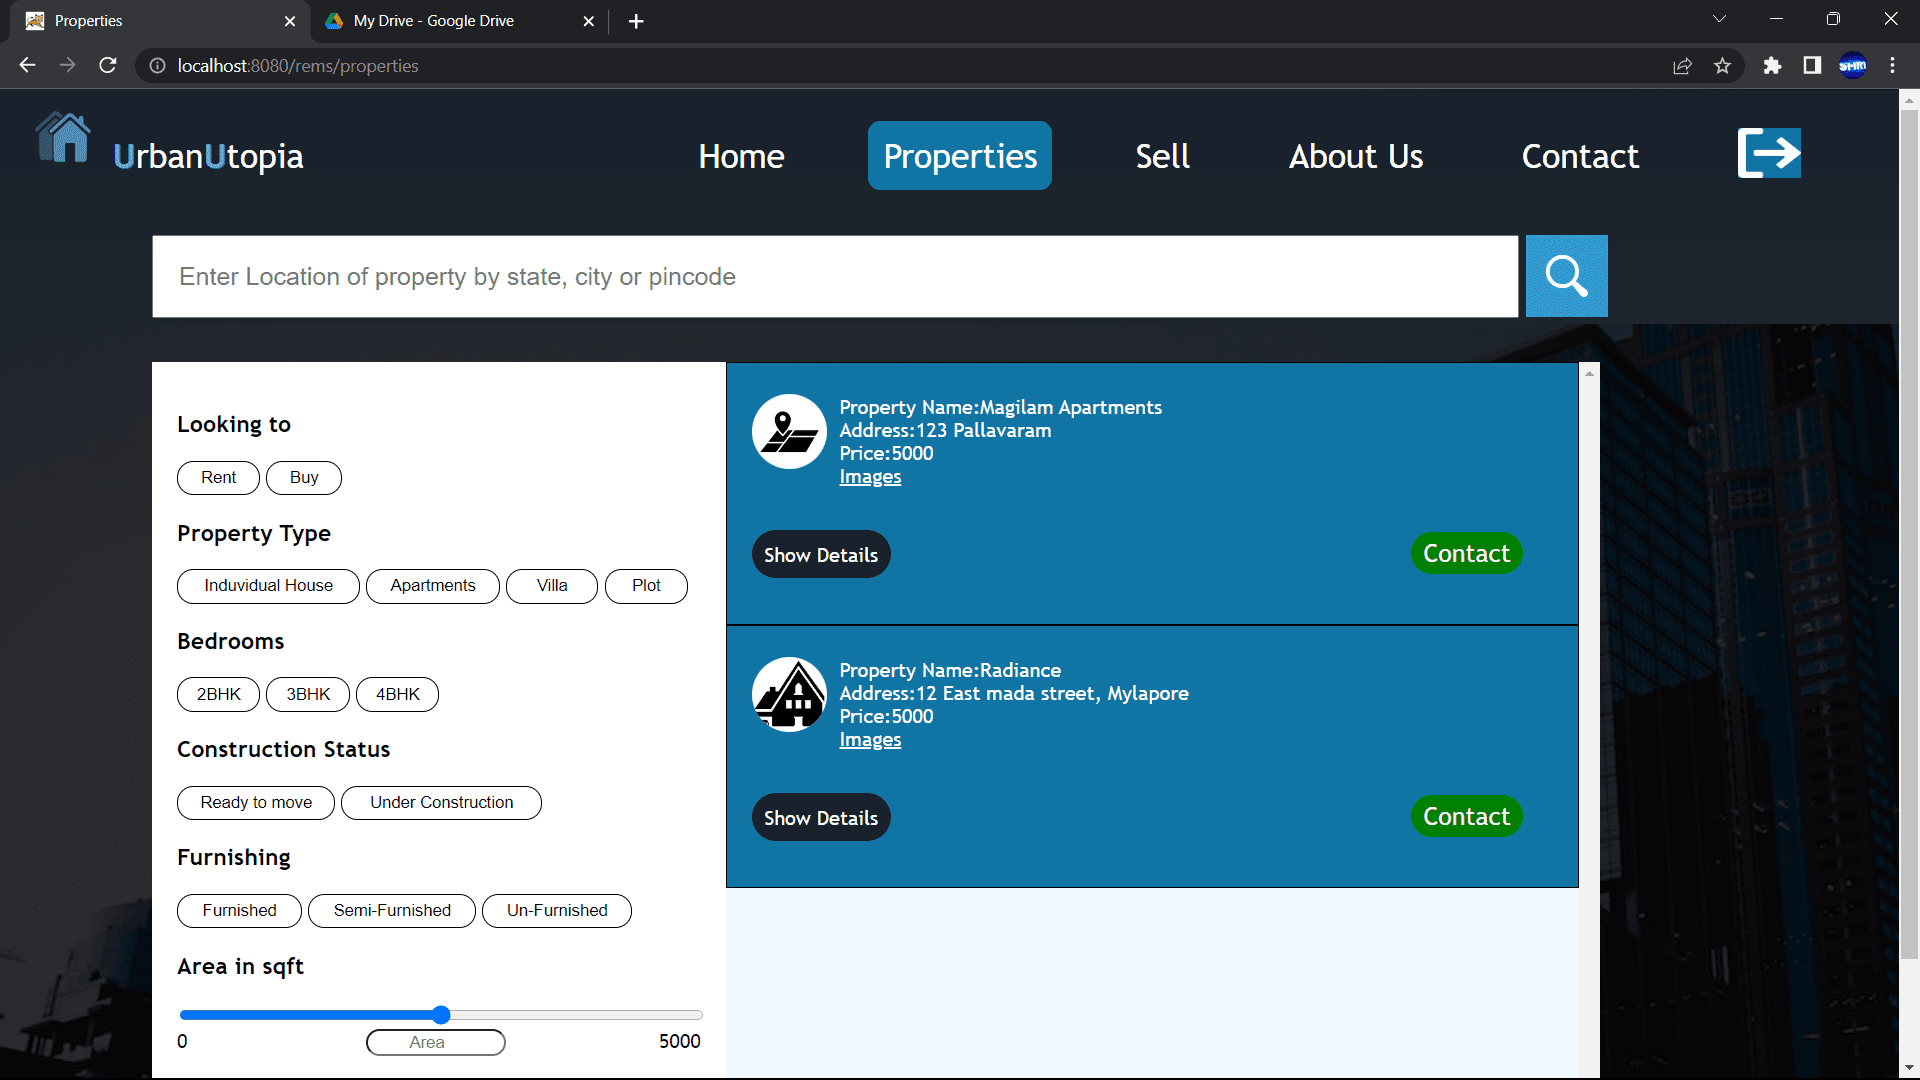 Properties
My Drive - Google Drive
localhost:8080/rems/properties
SHRI
UrbanUtopia
Home
Properties
Sell
About Us
Contact
Enter Location of property by state, city or pincode
Looking to
Rent
Buy
Property Type
Induvidual House
Apartments
Villa
Plot
Bedrooms
2BHK
3BHK
4BHK
Construction Status
Ready to move
Under Construction
Furnishing
Furnished
Semi-Furnished
Un-Furnished
Area in sqft
0
Area
5000
Property Name:Magilam Apartments
Address:123 Pallavaram
Price:5000
Images
Show Details
Contact
Property Name:Radiance
Address:12 East mada street, Mylapore
Price:5000
Images
Show Details
Contact